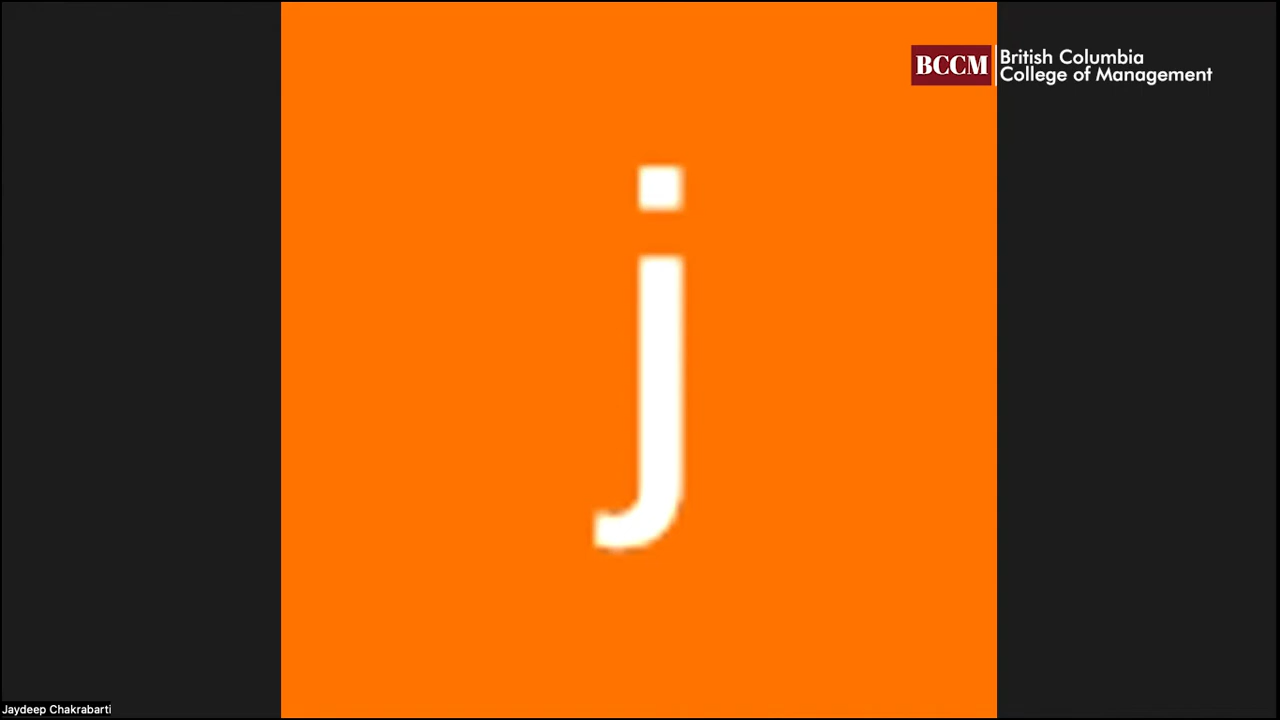 BCCM
British Columbia
College of Management
j
Jaydeep Chakrabarti